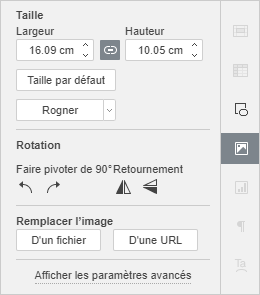 Taille
Largeur Hauteur
16.09 cm 10.05 cm
Taille par défaut
Rogner
Rotation
Faire pivoter de 90° Retournement
Remplacer l'image
D'un fichier D'une URL
Afficher les paramètres avancés